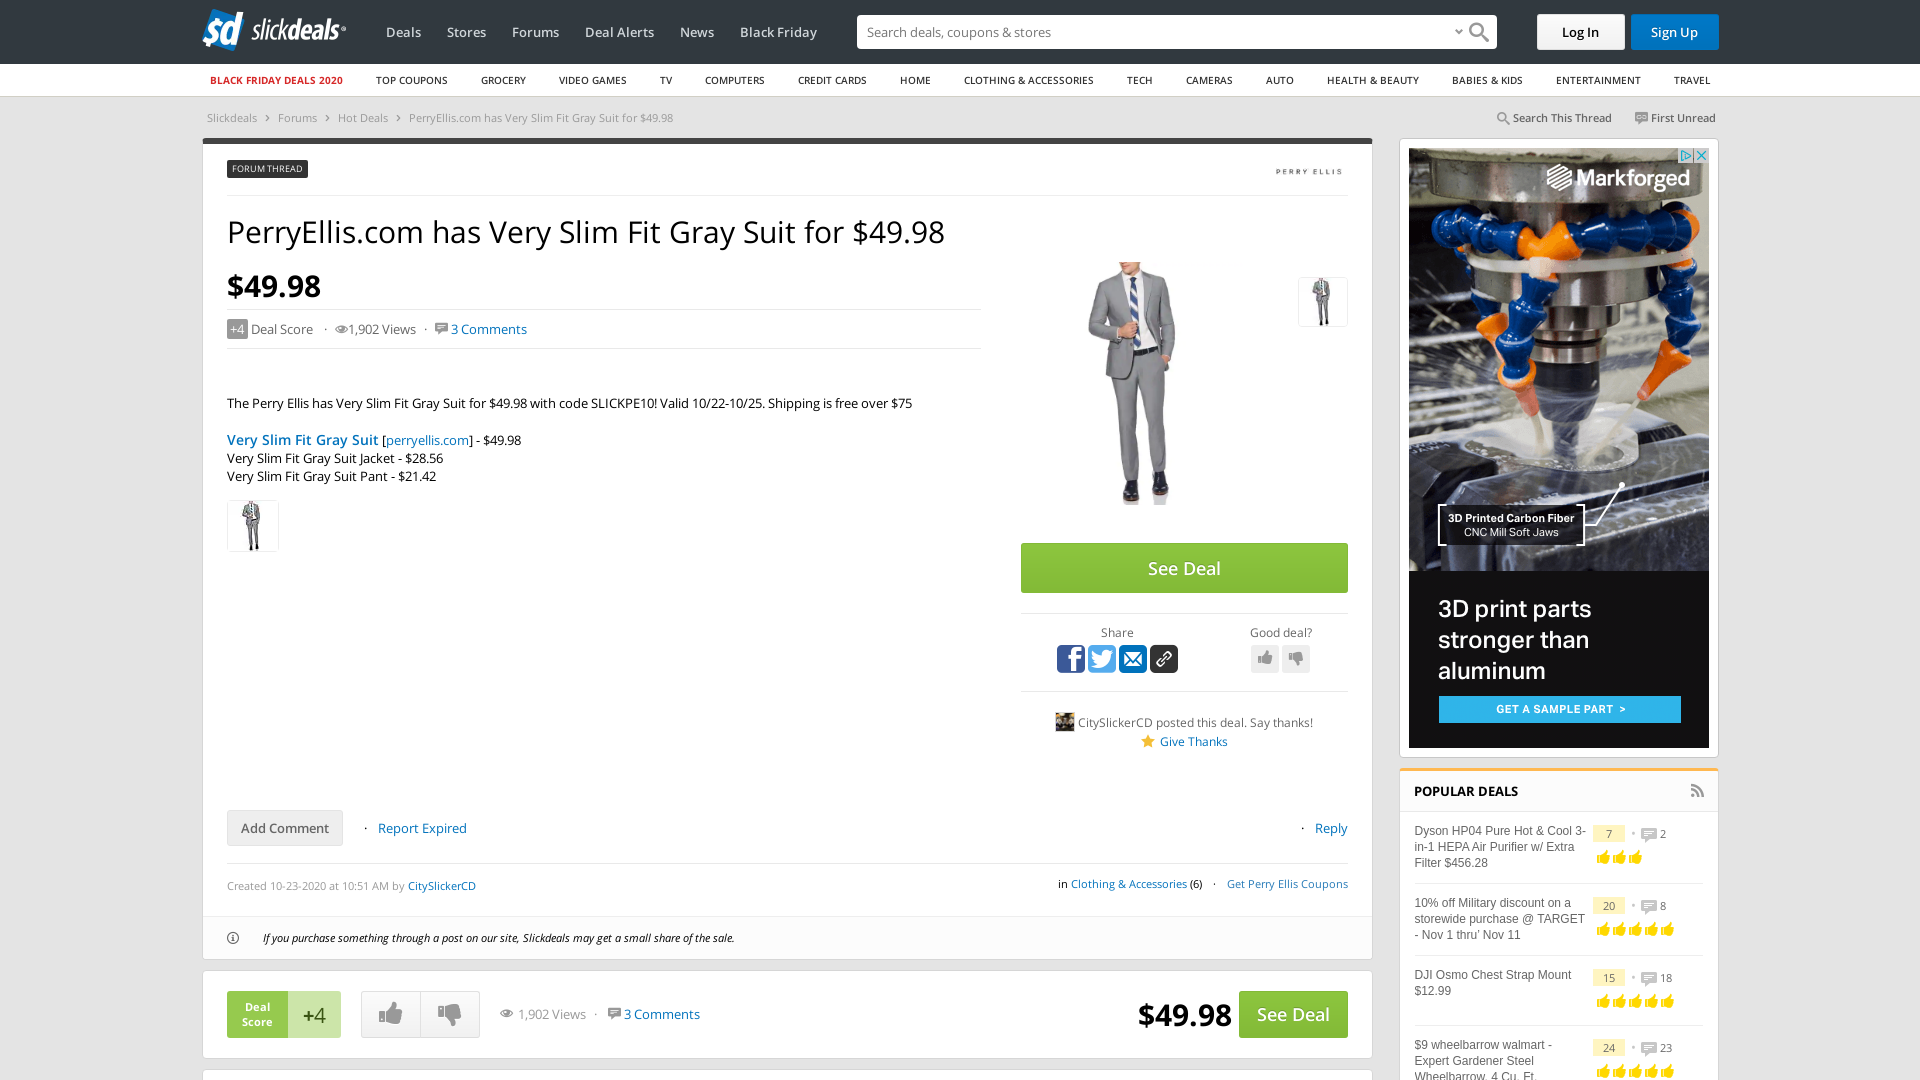 slickdeals
Deals
Stores
Forums
Deal Alerts
News
Black Friday
Search deals, coupons & stores
Log In
Sign Up
BLACK FRIDAY DEALS 2020
TOP COUPONS
GROCERY
VIDEO GAMES
TV
COMPUTERS
CREDIT CARDS
HOME
CLOTHING & ACCESSORIES
TECH
CAMERAS
AUTO
HEALTH & BEAUTY
BABIES & KIDS
ENTERTAINMENT
TRAVEL
Slickdeals > Forums > Hot Deals > PerryEllis.com has Very Slim Fit Gray Suit for $49.98
Search This Thread
First Unread
FORUM THREAD
PERRY ELLIS
PerryEllis.com has Very Slim Fit Gray Suit for $49.98
$49.98
+4 Deal Score · 1,902 Views · 3 Comments
The Perry Ellis has Very Slim Fit Gray Suit for $49.98 with code SLICKPE10! Valid 10/22-10/25. Shipping is free over $75
Very Slim Fit Gray Suit [perryellis.com] - $49.98
Very Slim Fit Gray Suit Jacket - $28.56
Very Slim Fit Gray Suit Pant - $21.42
See Deal
Share
Good deal?
CitySlickerCD posted this deal. Say thanks!
Give Thanks
Add Comment
· Report Expired
· Reply
Created 10-23-2020 at 10:51 AM by CitySlickerCD
in Clothing & Accessories (6) · Get Perry Ellis Coupons
If you purchase something through a post on our site, Slickdeals may get a small share of the sale.
Deal
Score
+4
1,902 Views · 3 Comments
$49.98
See Deal
Markforged
3D Printed Carbon Fiber
CNC Mill Soft Jaws
3D print parts
stronger than
aluminum
GET A SAMPLE PART >
POPULAR DEALS
Dyson HP04 Pure Hot & Cool 3-
in-1 HEPA Air Purifier w/ Extra
Filter $456.28
7 • 2
10% off Military discount on a
storewide purchase @ TARGET
- Nov 1 thru' Nov 11
20 • 8
DJI Osmo Chest Strap Mount
$12.99
15 • 18
$9 wheelbarrow walmart -
Expert Gardener Steel
Wheelbarrow, 4 Cu. Ft.
24 • 23